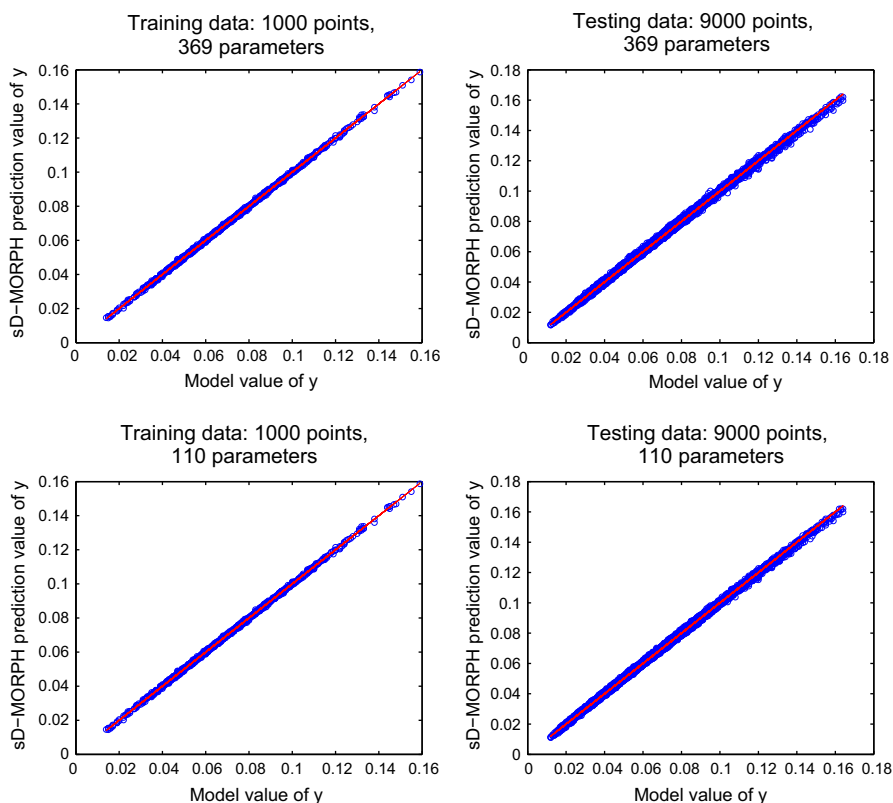 Training data: 1000 points,
369 parameters
sD−MORPH prediction value of y
0.16
0.14
0.12
0.1
0.08
0.06
0.04
0.02
0
0 0.02 0.04 0.06 0.08 0.1 0.12 0.14 0.16
Model value of y
Testing data: 9000 points,
369 parameters
sD−MORPH prediction value of y
0.18
0.16
0.14
0.12
0.1
0.08
0.06
0.04
0.02
0
0 0.02 0.04 0.06 0.08 0.1 0.12 0.14 0.16 0.18
Model value of y
Training data: 1000 points,
110 parameters
sD−MORPH prediction value of y
0.16
0.14
0.12
0.1
0.08
0.06
0.04
0.02
0
0 0.02 0.04 0.06 0.08 0.1 0.12 0.14 0.16
Model value of y
Testing data: 9000 points,
110 parameters
sD−MORPH prediction value of y
0.18
0.16
0.14
0.12
0.1
0.08
0.06
0.04
0.02
0
0 0.02 0.04 0.06 0.08 0.1 0.12 0.14 0.16 0.18
Model value of y